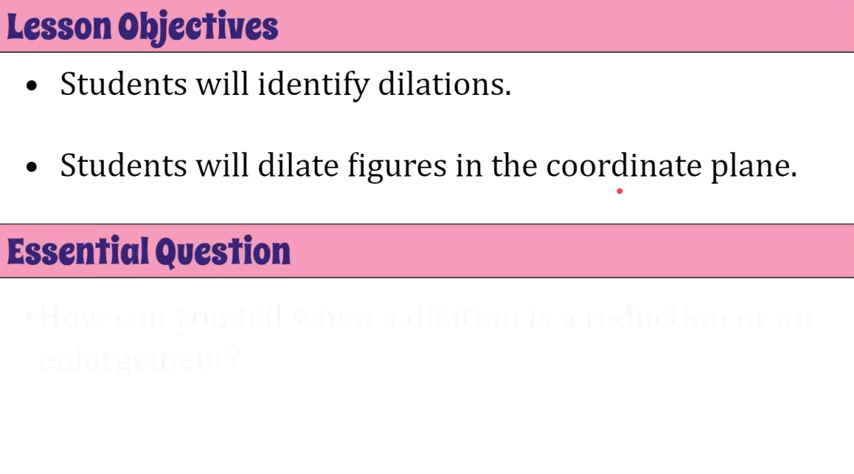 Lesson Objectives
• Students will identify dilations.
• Students will dilate figures in the coordinate plane.
Essential Question
• How can you tell when a dilation is a reduction or an
enlargement?